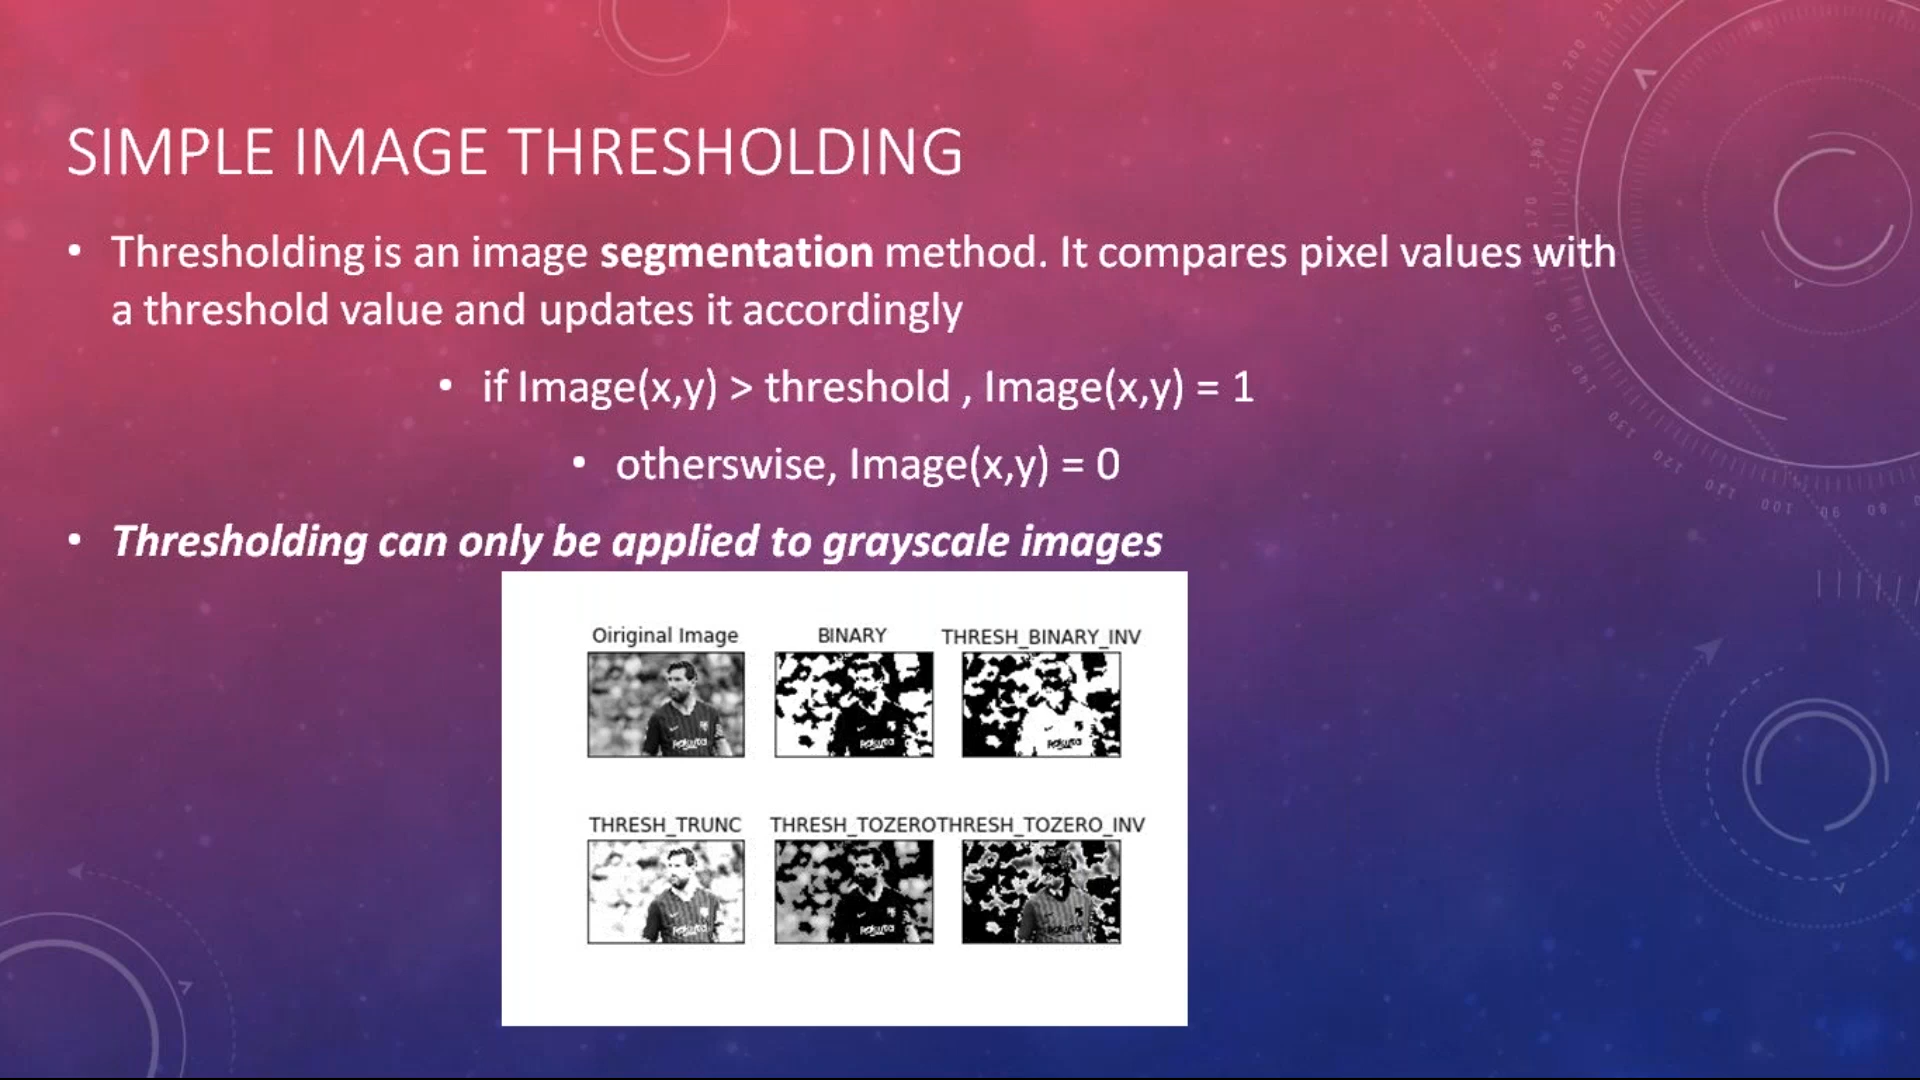 SIMPLE IMAGE THRESHOLDING
• Thresholding is an image segmentation method. It compares pixel values with
a threshold value and updates it accordingly
• if Image(x,y) > threshold , Image(x,y) = 1
• otherswise, Image(x,y) = 0
• Thresholding can only be applied to grayscale images
Oiriginal Image BINARY THRESH_BINARY_INV
THRESH_TRUNC THRESH_TOZERO THRESH_TOZERO_INV